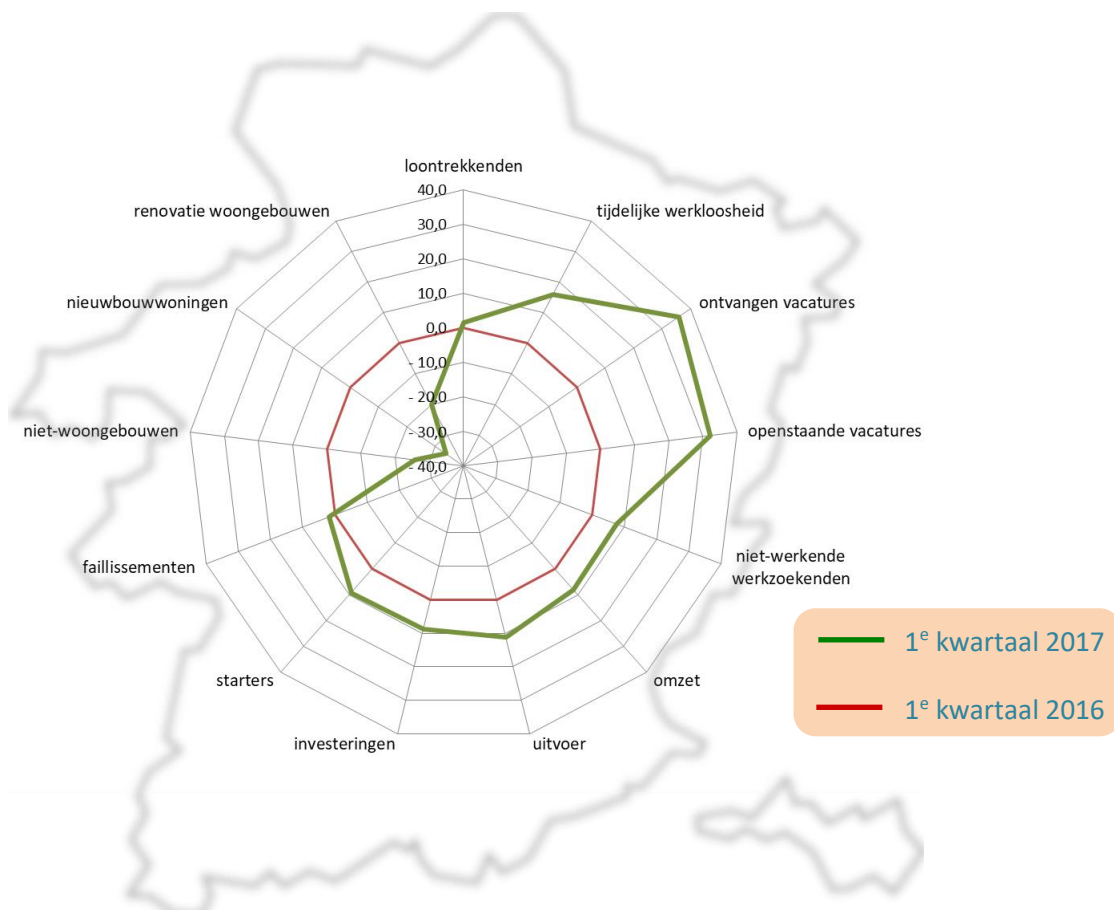 loontrekkenden
40,0
30,0
20,0
10,0
0,0
- 10,0
- 20,0
- 30,0
- 40,0
tijdelijke werkloosheid
ontvangen vacatures
openstaande vacatures
niet-werkende
werkzoekenden
omzet
uitvoer
investeringen
starters
faillissementen
niet-woongebouwen
nieuwbouwwoningen
renovatie woongebouwen
1e kwartaal 2017
1e kwartaal 2016